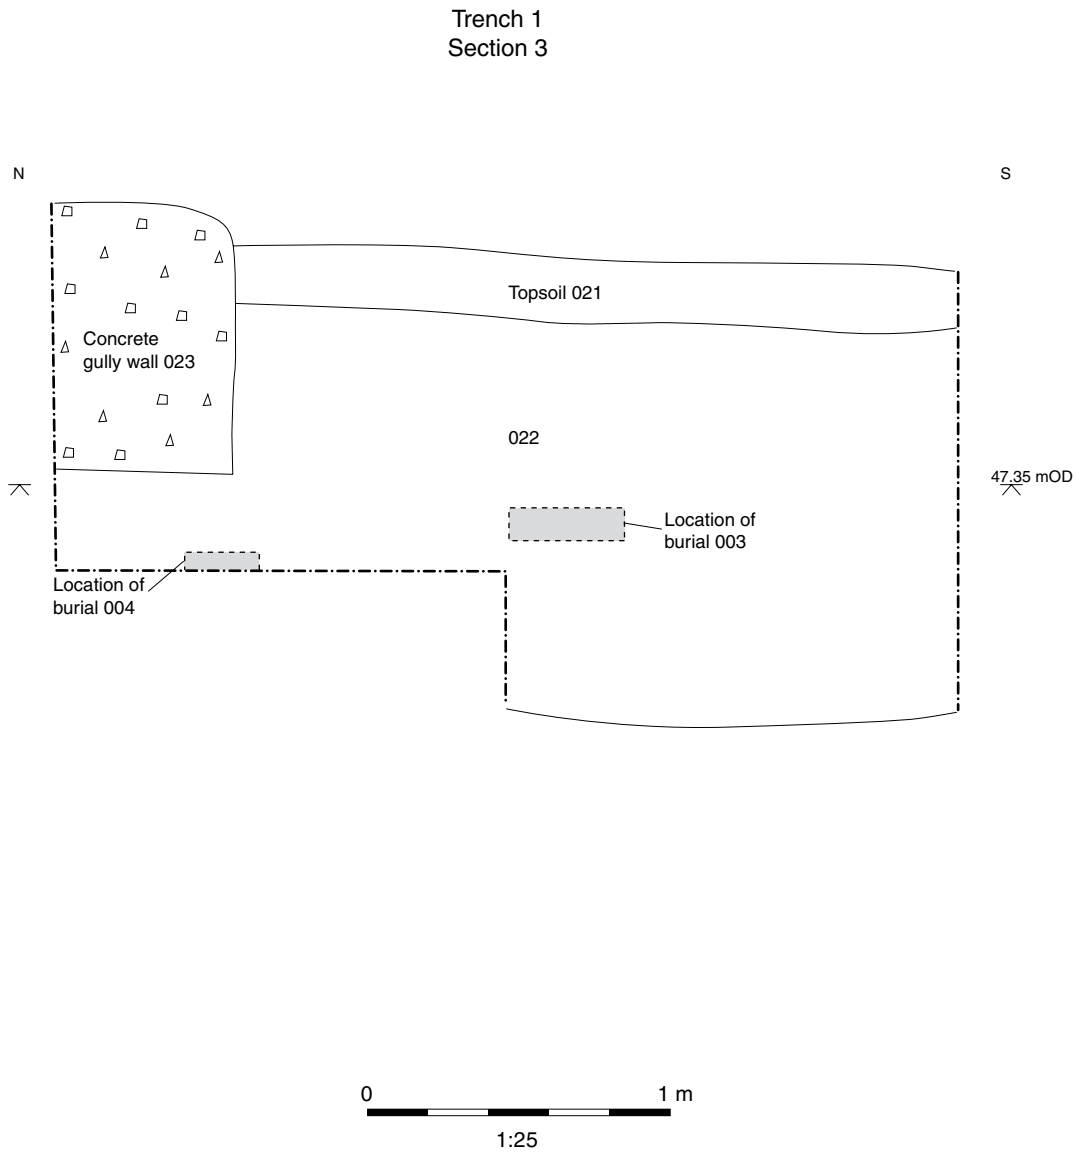 Trench 1
Section 3
N
S
Topsoil 021
Concrete
gully wall 023
022
47.35 mOD
Location of
burial 003
Location of
burial 004
0
1 m
1:25